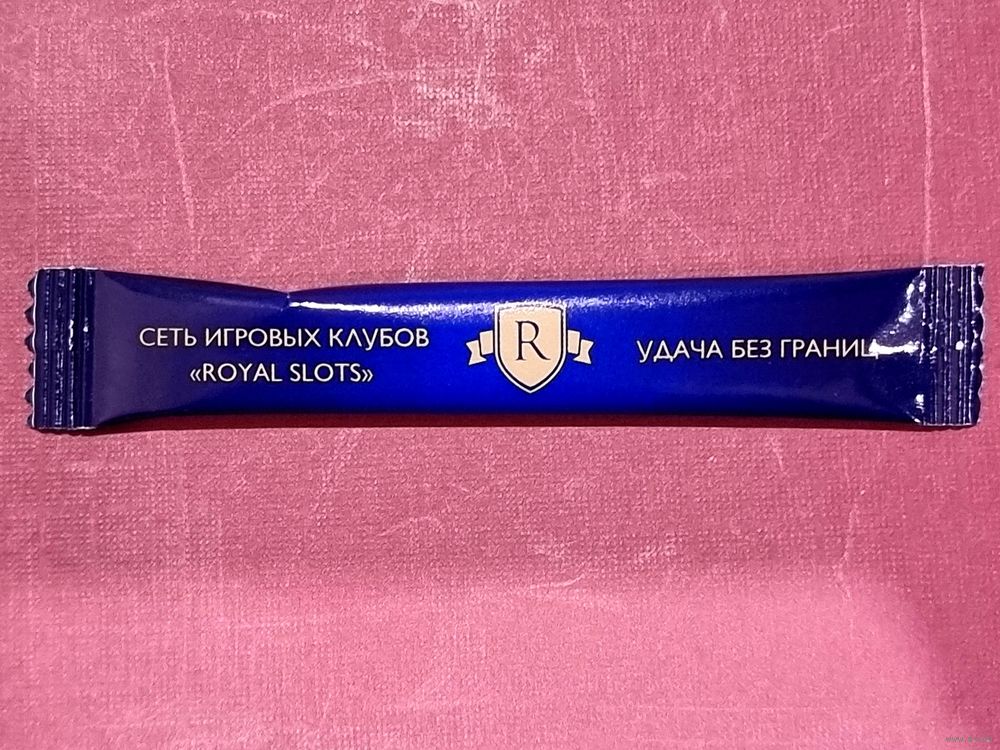 СЕТЬ ИГРОВЫХ КЛУБОВ
«ROYAL SLOTS»
R
УДАЧА БЕЗ ГРАНИЦ